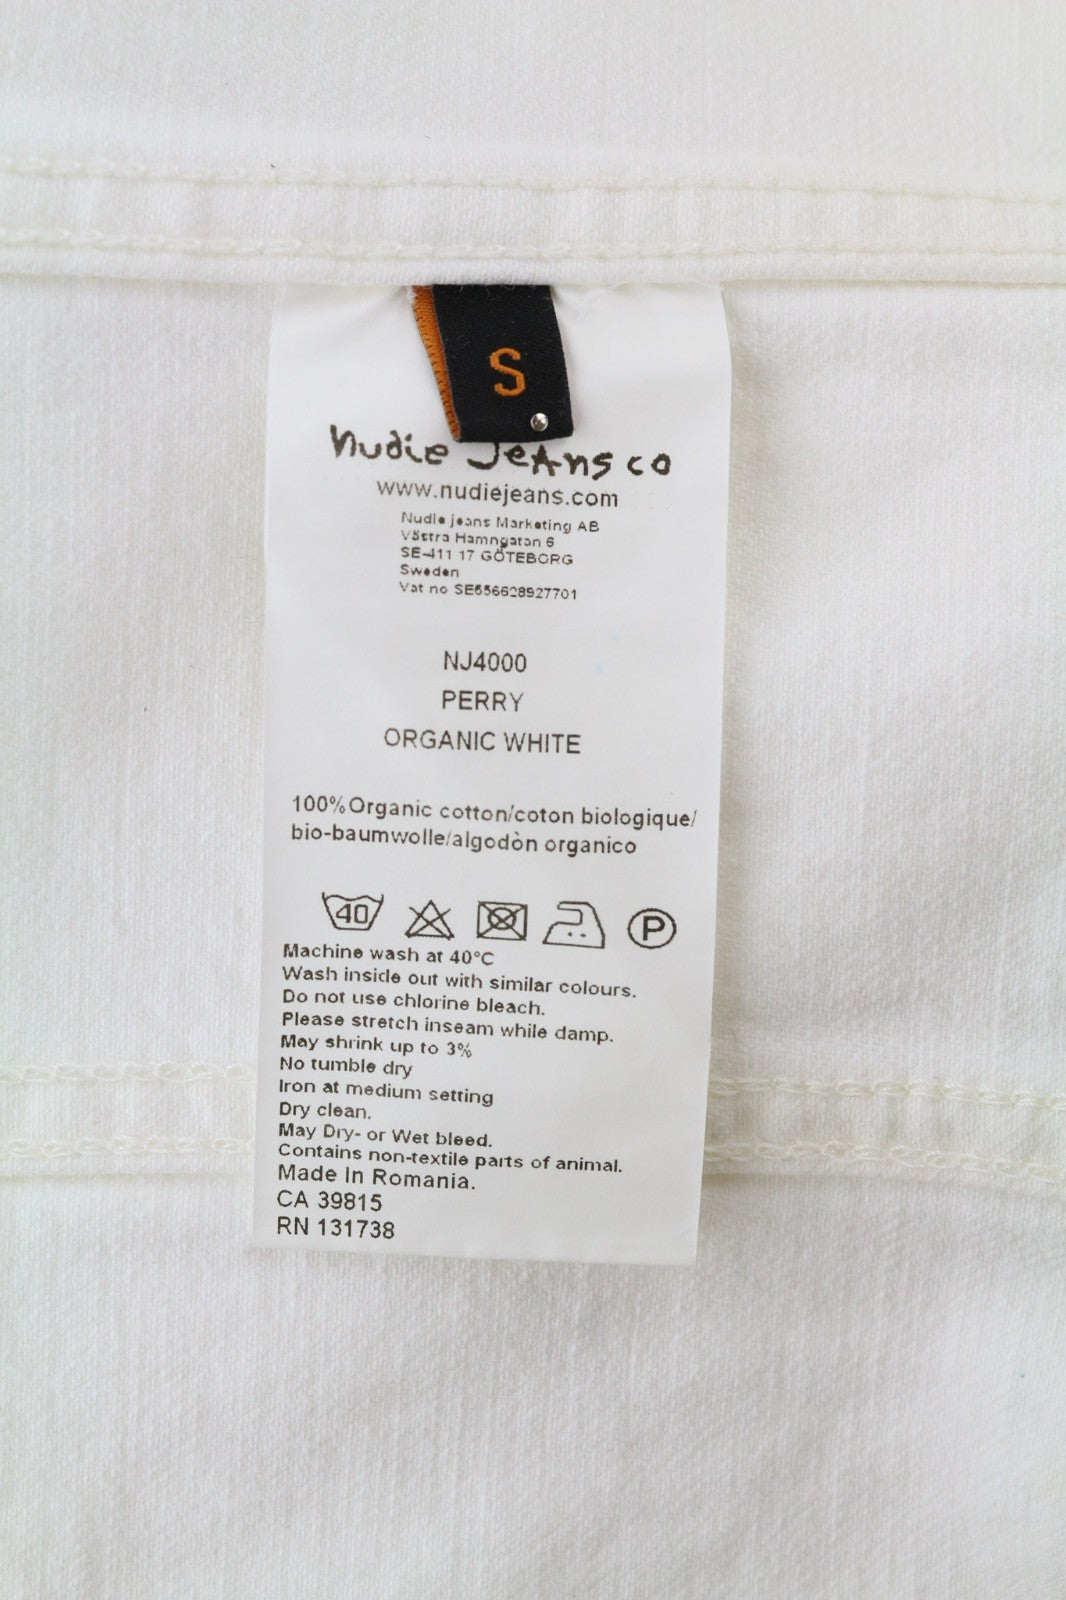 S
nudie jeans co
www.nudiejeans.com
Nudie jeans Marketing AB
Västra Hamngatan 6
SE-411 17 GÖTEBORG
Sweden
Vat no SE556628927701
NJ4000
PERRY
ORGANIC WHITE
100%Organic cotton/coton biologique/
bio-baumwolle/algodòn organico
40 P
Machine wash at 40°C
Wash inside out with similar colours.
Do not use chlorine bleach.
Please stretch inseam while damp.
May shrink up to 3%
No tumble dry
Iron at medium setting
Dry clean.
May Dry- or Wet bleed.
Contains non-textile parts of animal.
Made In Romania.
CA 39815
RN 131738